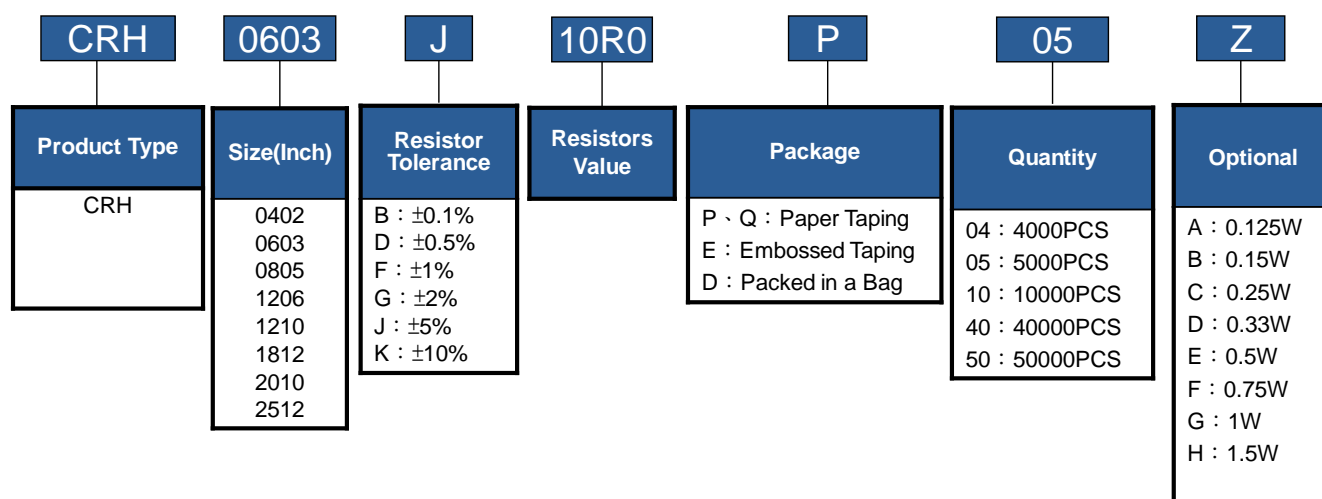 CRH 0603 J 10R0 P 05 Z
Product Type
CRH
Size(Inch)
0402
0603
0805
1206
1210
1812
2010
2512
Resistor
Tolerance
B：±0.1%
D：±0.5%
F：±1%
G：±2%
J：±5%
K：±10%
Resistors
Value
Package
P、Q：Paper Taping
E：Embossed Taping
D：Packed in a Bag
Quantity
04：4000PCS
05：5000PCS
10：10000PCS
40：40000PCS
50：50000PCS
Optional
A：0.125W
B：0.15W
C：0.25W
D：0.33W
E：0.5W
F：0.75W
G：1W
H：1.5W